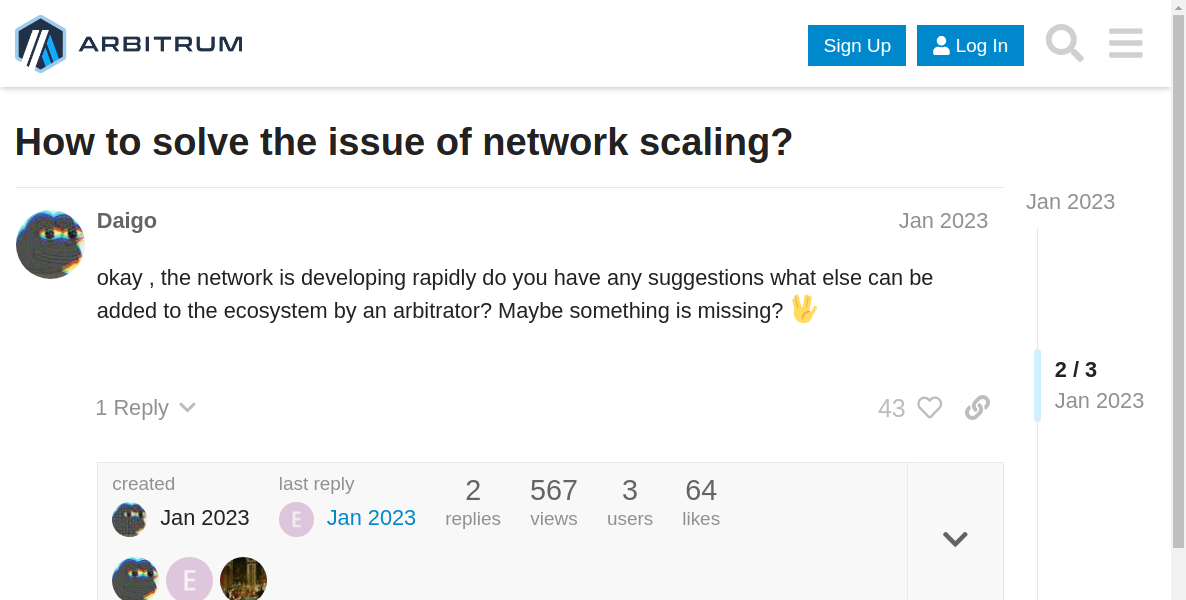 ARBITRUM
Sign Up
Log In
How to solve the issue of network scaling?
Daigo
Jan 2023
okay , the network is developing rapidly do you have any suggestions what else can be
added to the ecosystem by an arbitrator? Maybe something is missing?
1 Reply
43
created
Jan 2023
last reply
E
Jan 2023
2
replies
567
views
3
users
64
likes
E
Jan 2023
2 / 3
Jan 2023